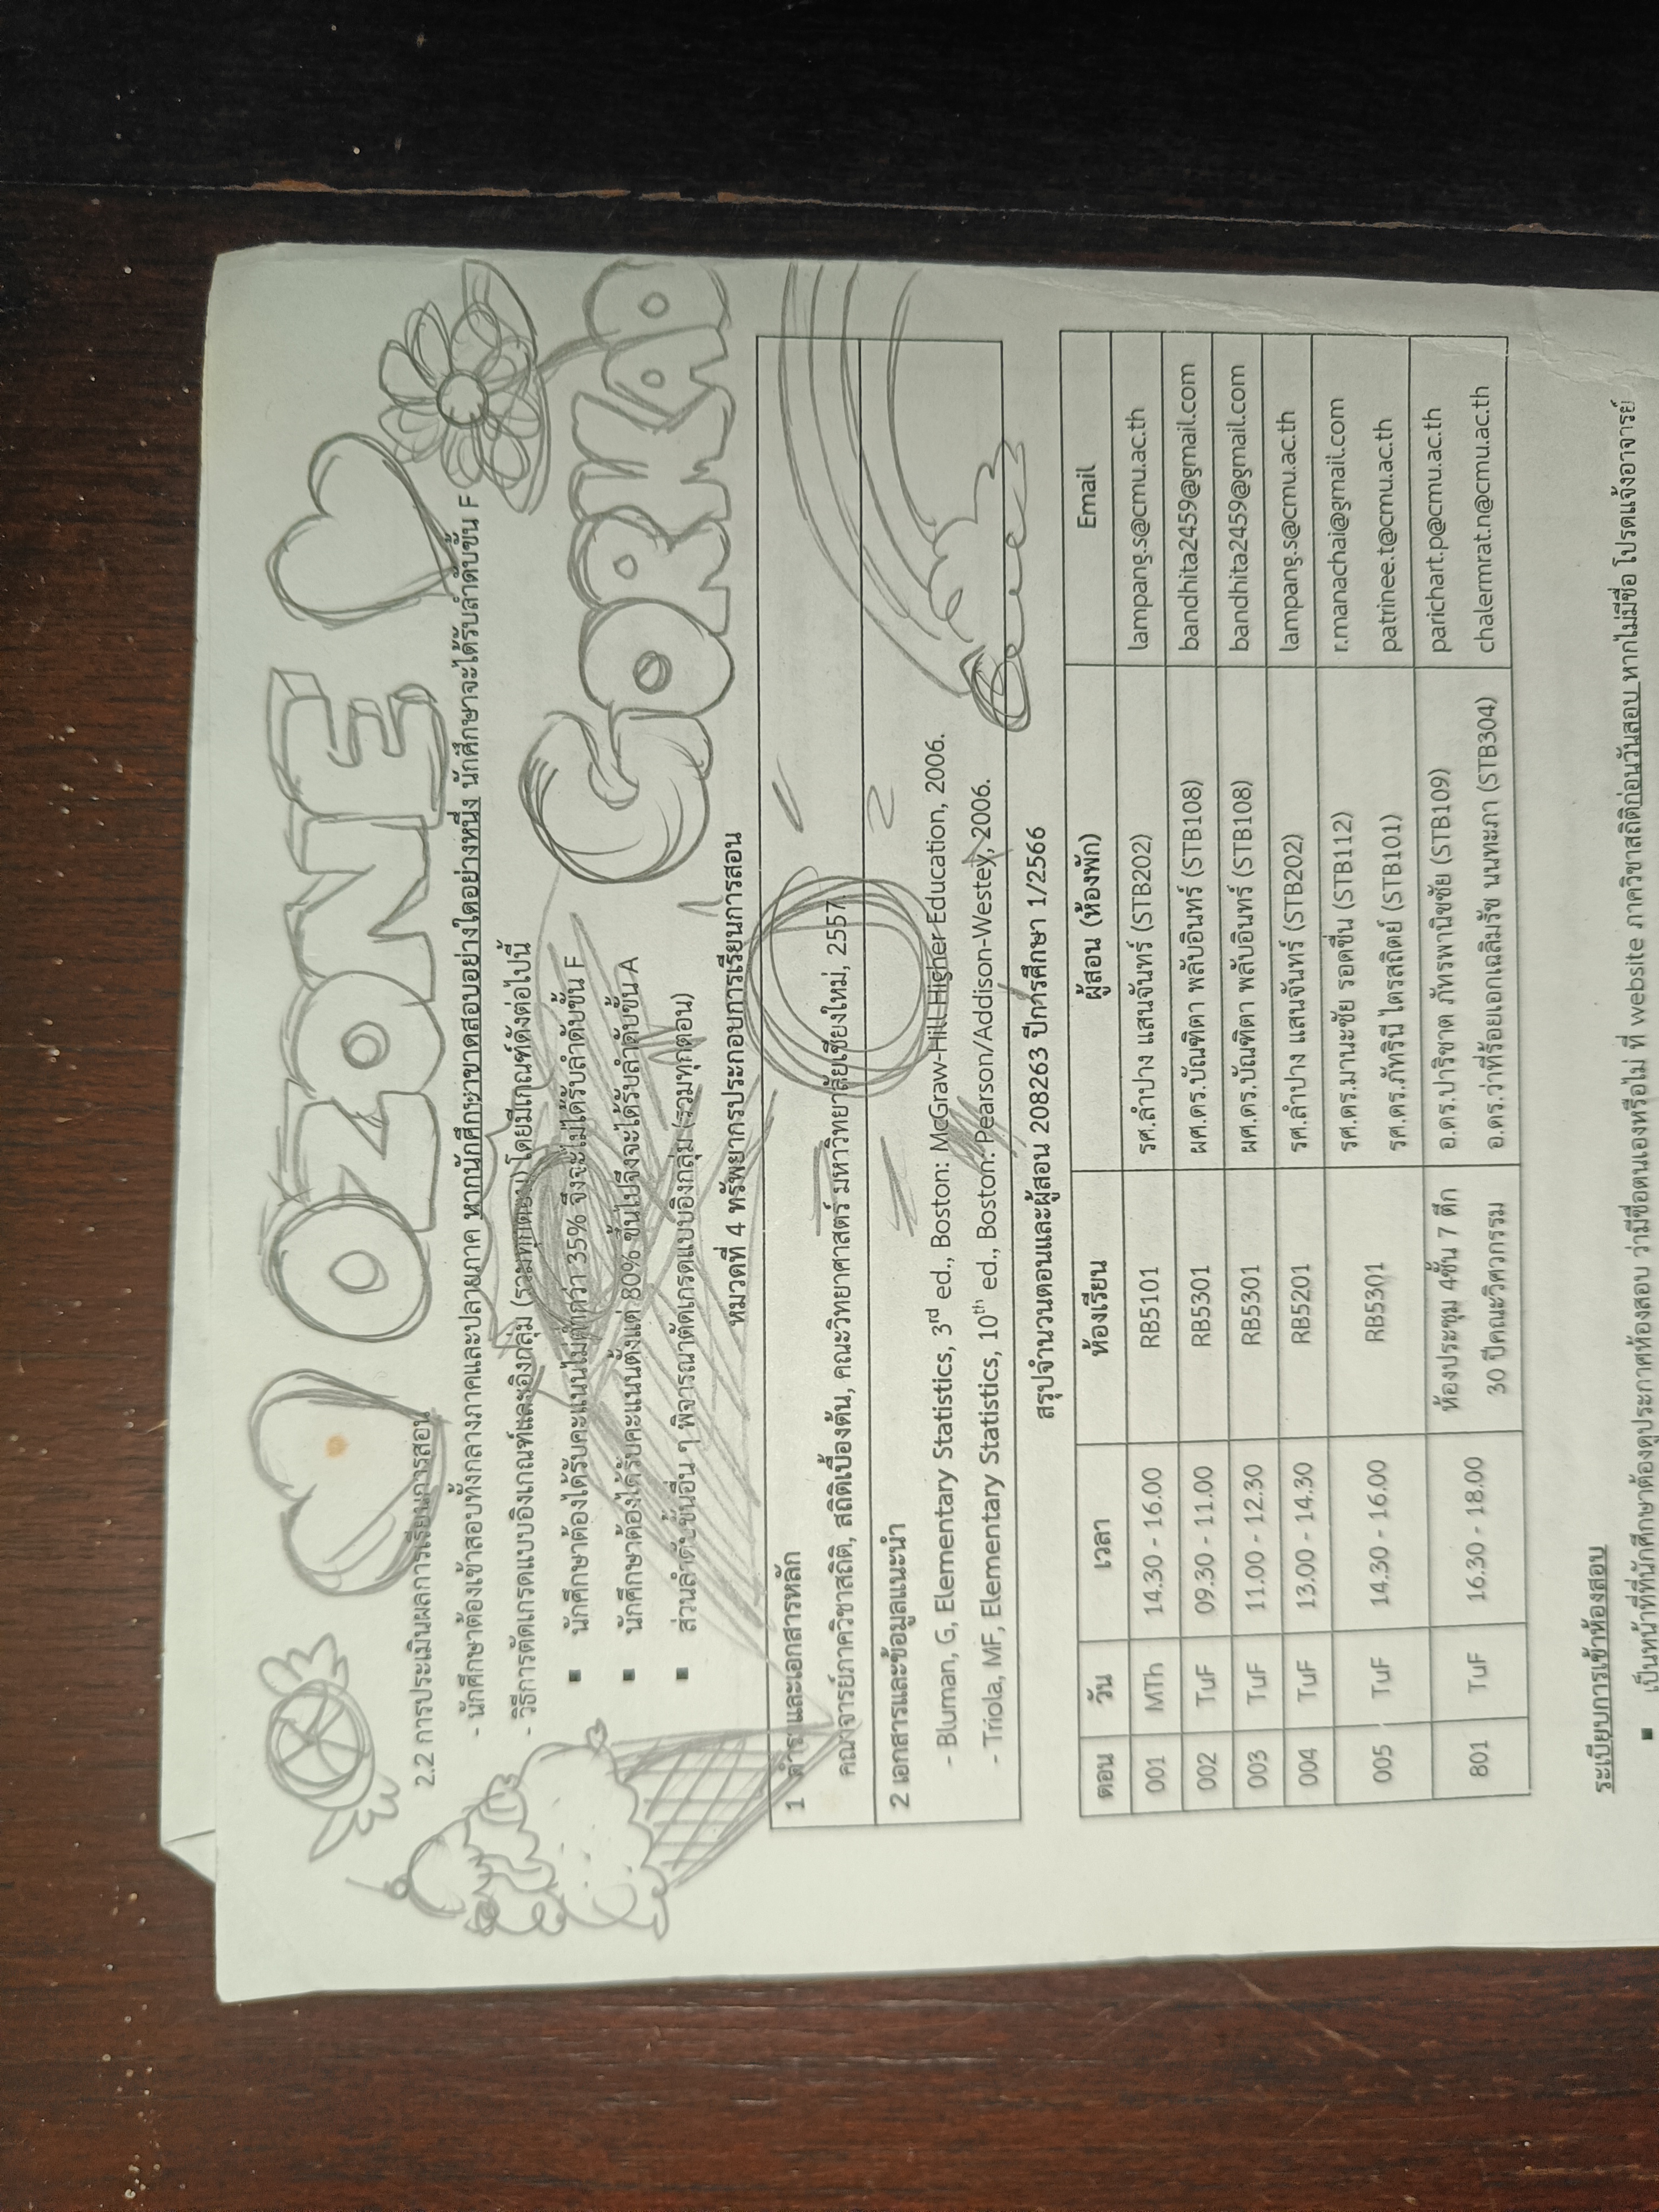 OZONE
2.2 การประเมินผลการเรียนการสอน
- นักศึกษาต้องเข้าสอบทั้งกลางภาคและปลายภาค หากนักศึกษาขาดสอบอย่างใดอย่างหนึ่ง นักศึกษาจะได้รับลำดับขั้น F
- วิธีการตัดเกรดแบบอิงเกณฑ์และอิงกลุ่ม (รวมทุกตอน) โดยมีเกณฑ์ดังต่อไปนี้
▪ นักศึกษาต้องได้รับคะแนนไม่ต่ำกว่า 35% จึงจะไม่ได้รับลำดับขั้น F
▪ นักศึกษาต้องได้รับคะแนนตั้งแต่ 80% ขึ้นไปจึงจะได้รับลำดับขั้น A
GORMAO
▪ ส่วนลำดับขั้นอื่น ๆ พิจารณาตัดเกรดแบบอิงกลุ่ม (รวมทุกตอน)
หมวดที่ 4 ทรัพยากรประกอบการเรียนการสอน
1 ตำราและเอกสารหลัก
คณาจารย์ภาควิชาสถิติ, สถิติเบื้องต้น, คณะวิทยาศาสตร์ มหาวิทยาลัยเชียงใหม่, 2557.
2 เอกสารและข้อมูลแนะนำ
- Bluman, G, Elementary Statistics, 3rd ed., Boston: McGraw-Hill Higher Education, 2006.
- Triola, MF, Elementary Statistics, 10th ed., Boston: Pearson/Addison-Westey, 2006.
สรุปจำนวนตอนและผู้สอน 208263 ปีการศึกษา 1/2566
ตอน วัน เวลา ห้องเรียน ผู้สอน (ห้องพัก) Email
001 MTh 14.30 - 16.00 RB5101 รศ.ลำปาง แสนจันทร์ (STB202) lampang.s@cmu.ac.th
002 TuF 09.30 - 11.00 RB5301 ผศ.ดร.บัณฑิตา พลับอินทร์ (STB108) bandhita2459@gmail.com
003 TuF 11.00 - 12.30 RB5301 ผศ.ดร.บัณฑิตา พลับอินทร์ (STB108) bandhita2459@gmail.com
004 TuF 13.00 - 14.30 RB5201 รศ.ลำปาง แสนจันทร์ (STB202) lampang.s@cmu.ac.th
005 TuF 14.30 - 16.00 RB5301 รศ.ดร.มานะชัย รอดชื่น (STB112) r.manachai@gmail.com
รศ.ดร.ภัทรินี ไตรสถิตย์ (STB101) patrinee.t@cmu.ac.th
801 TuF 16.30 - 18.00 ห้องประชุม 4ชั้น 7 ตึก อ.ดร.ปาริชาต ภัทรพานิชชัย (STB109) parichart.p@cmu.ac.th
30 ปีคณะวิศวกรรม อ.ดร.ว่าที่ร้อยเอกเฉลิมรัช นนทะภา (STB304) chalermrat.n@cmu.ac.th
ระเบียบการเข้าห้องสอบ
▪ เป็นหน้าที่ที่นักศึกษาต้องดูประกาศห้องสอบ ว่ามีชื่อตนเองหรือไม่ ที่ website ภาควิชาสถิติก่อนวันสอบ หากไม่มีชื่อ โปรดแจ้งอาจารย์